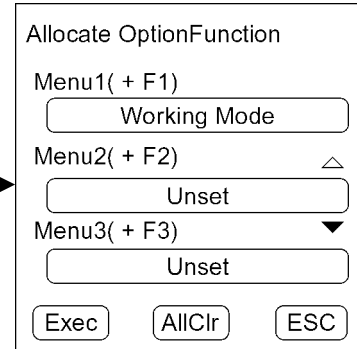 Allocate OptionFunction
Menu1( + F1)
Working Mode
Menu2( + F2)
Unset
Menu3( + F3)
Unset
Exec AllClr ESC